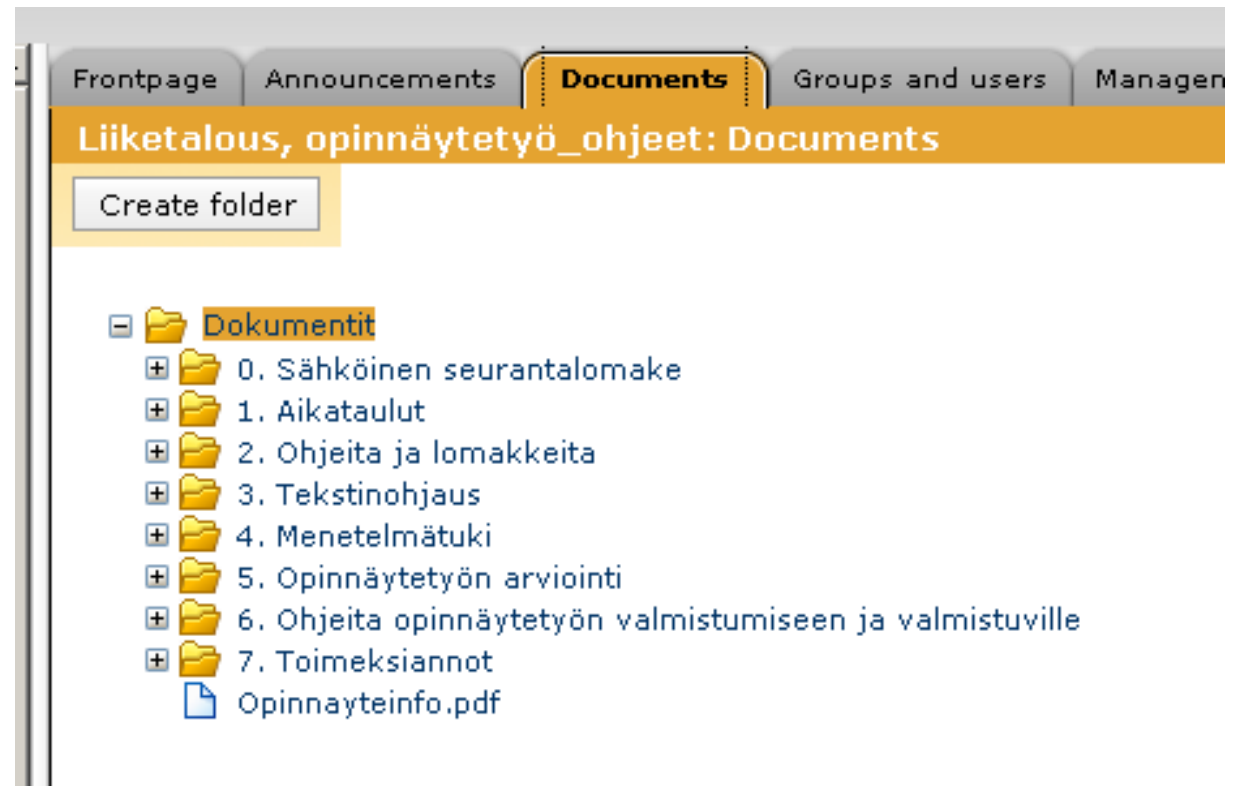 Frontpage Announcements Documents Groups and users Managem
Liiketalous, opinnäytetyö_ohjeet: Documents
Create folder
Dokumentit
0. Sähköinen seurantalomake
1. Aikataulut
2. Ohjeita ja lomakkeita
3. Tekstinohjaus
4. Menetelmätuki
5. Opinnäytetyön arviointi
6. Ohjeita opinnäytetyön valmistumiseen ja valmistuville
7. Toimeksiannot
Opinnayteinfo.pdf